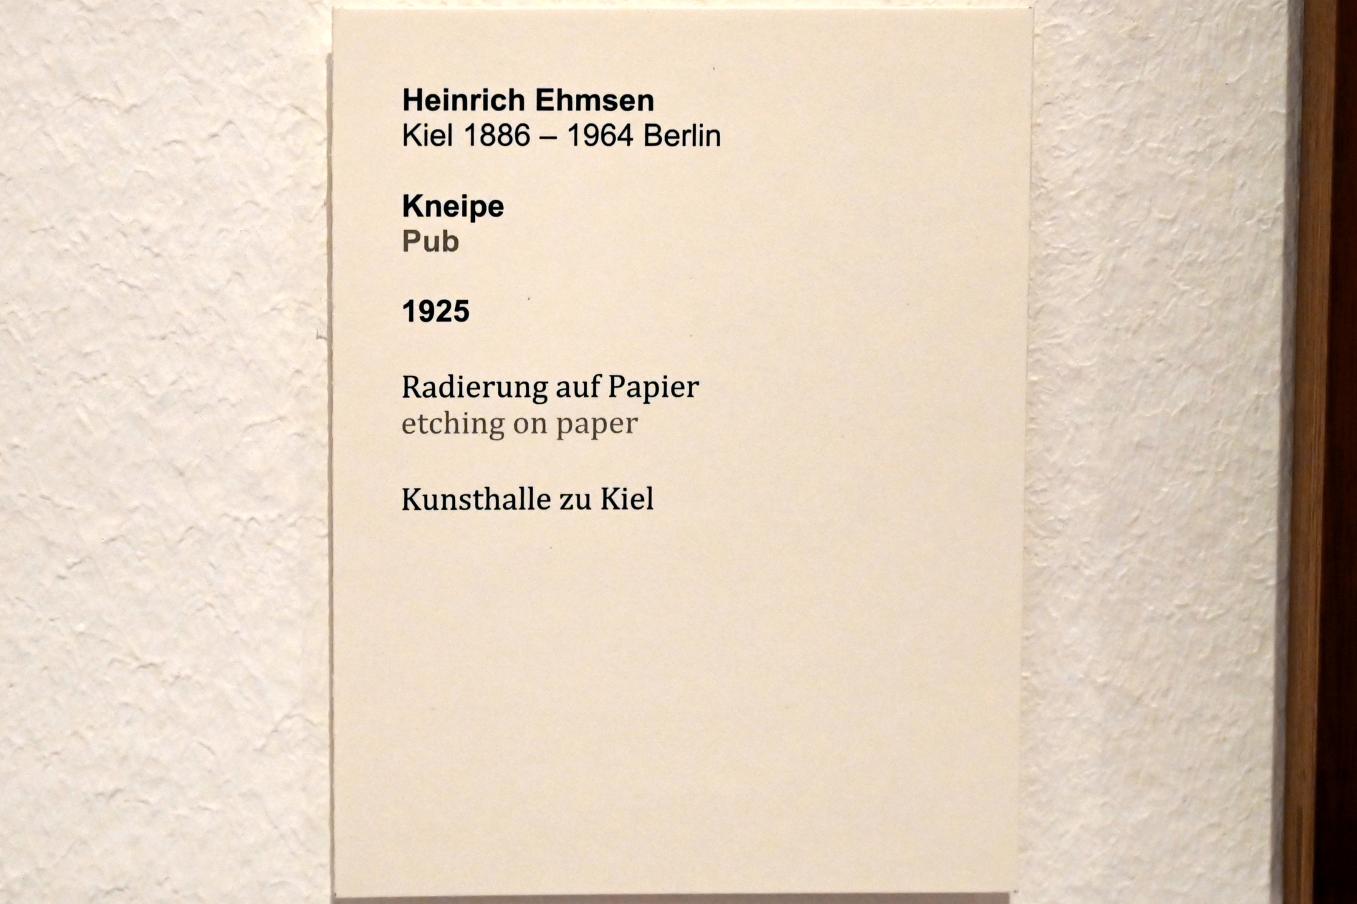 Heinrich Ehmsen
Kiel 1886 – 1964 Berlin
Kneipe
Pub
1925
Radierung auf Papier
etching on paper
Kunsthalle zu Kiel